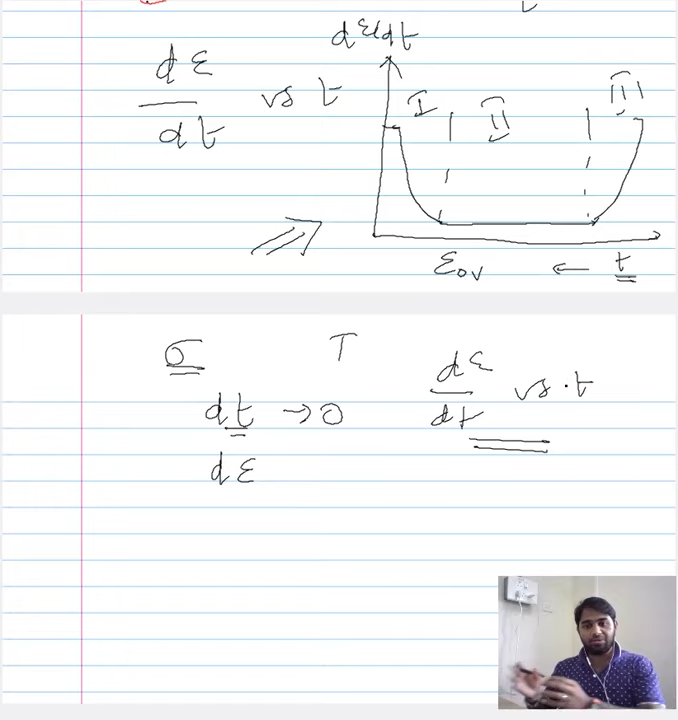 dε/dt
dε
dt vs t
I II III
ε₀ᵥ ← t
σ T
dε
dt vs . t
dt → 0
dε